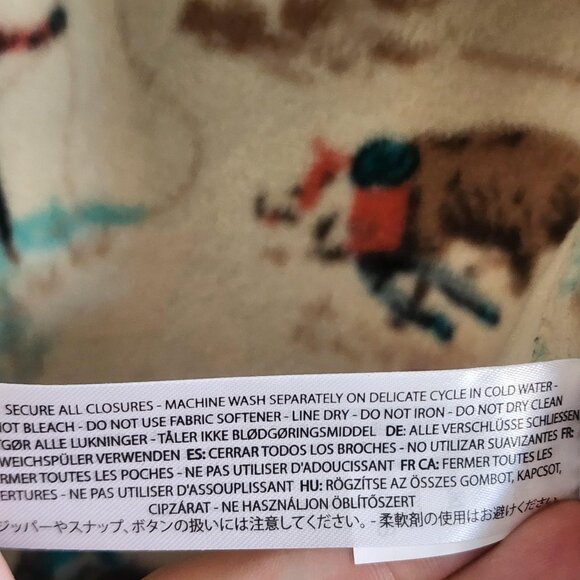 SECURE ALL CLOSURES - MACHINE WASH SEPARATELY ON DELICATE CYCLE IN COLD WATER -
NOT BLEACH - DO NOT USE FABRIC SOFTENER - LINE DRY - DO NOT IRON - DO NOT DRY CLEAN
TGØR ALLE LUKNINGER - TÅLER IKKE BLØDGØRINGSMIDDEL DE: ALLE VERSCHLÜSSE SCHLIESSEN
WEICHSPÜLER VERWENDEN ES: CERRAR TODOS LOS BROCHES - NO UTILIZAR SUAVIZANTES FR:
ERMER TOUTES LES POCHES - NE PAS UTILISER D'ADOUCISSANT FR CA: FERMER TOUTES LES
ERTURES - NE PAS UTILISER D'ASSOUPLISSANT HU: RÖGZÍTSE AZ ÖSSZES GOMBOT, KAPCSOT,
CIPZÁRAT - NE HASZNÁLJON ÖBLÍTŐSZERT
ジッパーやスナップ、ボタンの扱いには注意してください。- 柔軟剤の使用はお避けくだ